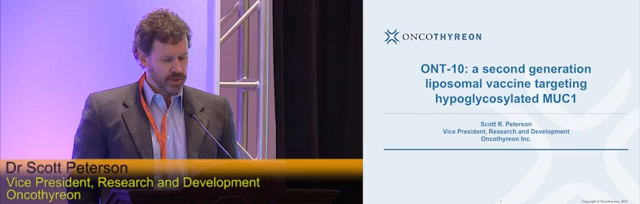 Dr Scott Peterson
Vice President, Research and Development
Oncothyreon
ONCOTHYREON
ONT-10: a second generation
liposomal vaccine targeting
hypoglycosylated MUC1
Scott R. Peterson
Vice President, Research and Development
Oncothyreon Inc.